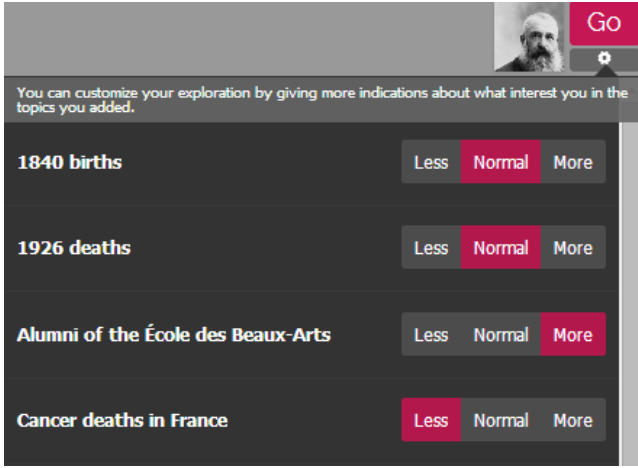 Go
You can customize your exploration by giving more indications about what interest you in the
topics you added.
1840 births Less Normal More
1926 deaths Less Normal More
Alumni of the École des Beaux-Arts Less Normal More
Cancer deaths in France Less Normal More